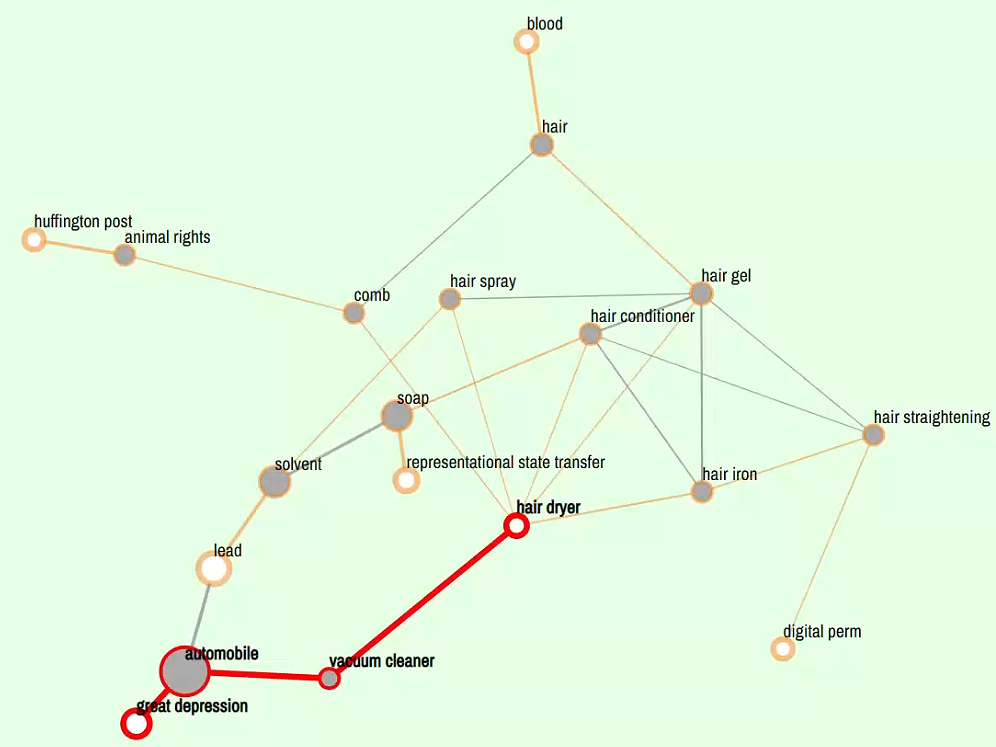 blood
hair
huffington post
animal rights
hair gel
hair spray
comb
hair conditioner
soap
hair straightening
solvent
representational state transfer
hair iron
hair dryer
lead
digital perm
automobile
vacuum cleaner
great depression